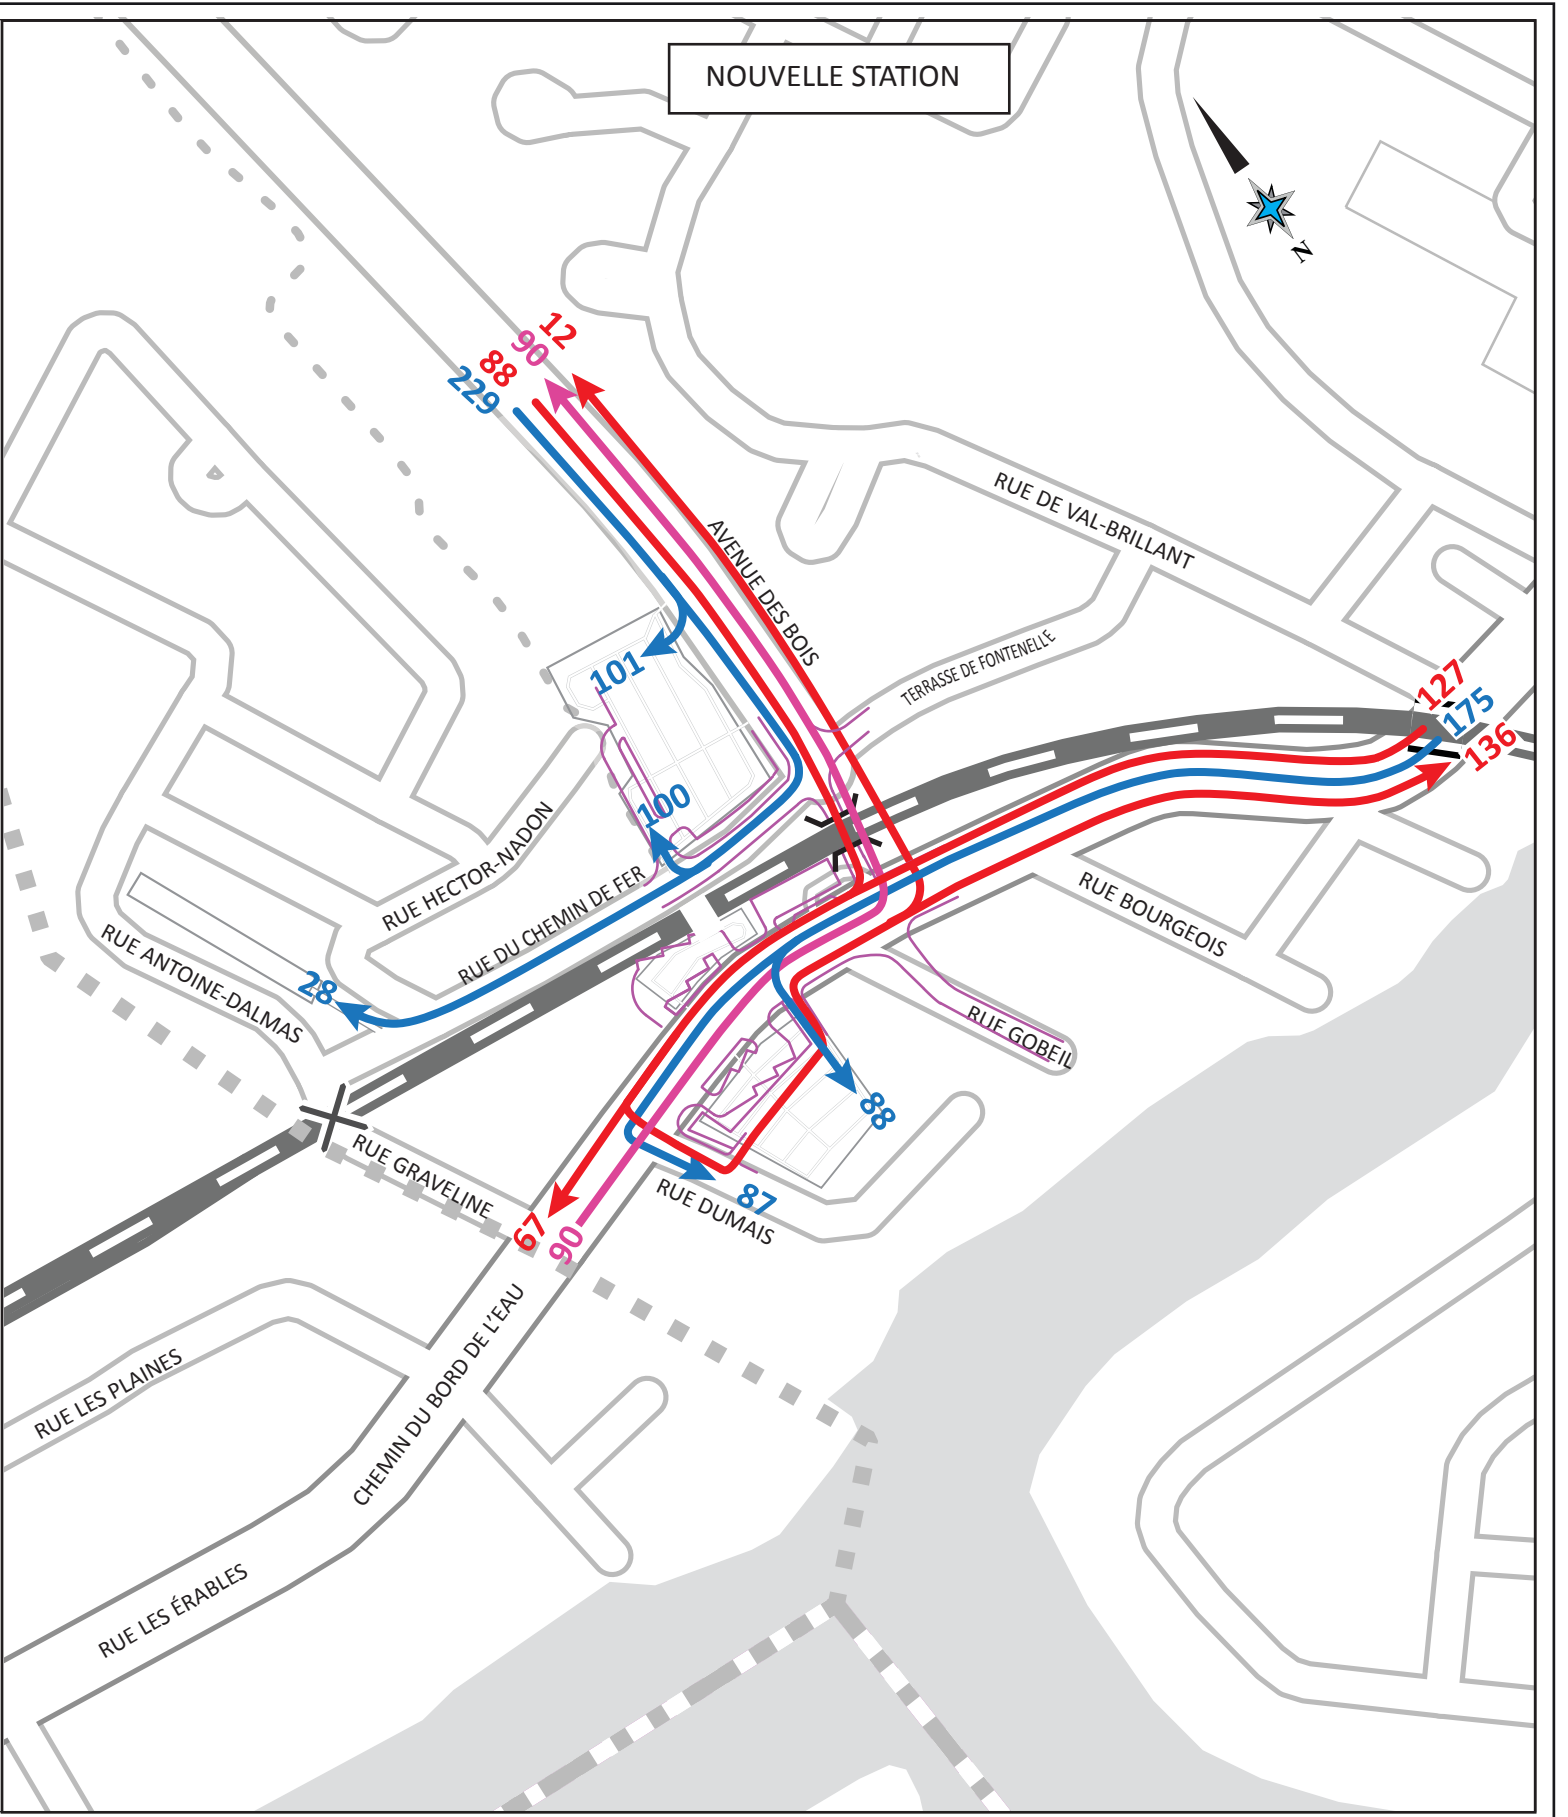 NOUVELLE STATION
N
12
90
88
229
RUE DE VAL-BRILLANT
AVENUE DES BOIS
TERRASSE DE FONTENELLE
101
127
175
136
100
RUE HECTOR-NADON
RUE DU CHEMIN DE FER
RUE BOURGEOIS
RUE ANTOINE-DALMAS
28
RUE GOBEIL
88
RUE GRAVELINE
87
RUE DUMAIS
67
90
CHEMIN DU BORD DE L'EAU
RUE LES PLAINES
RUE LES ÉRABLES